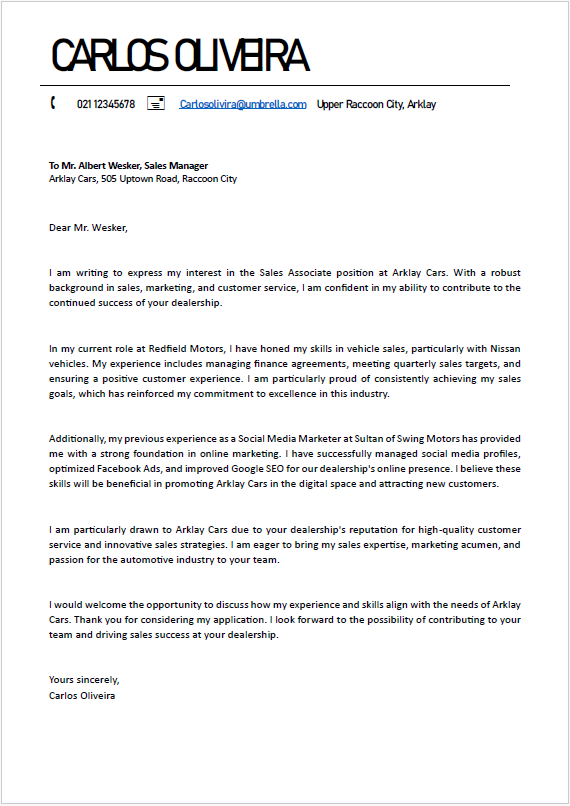 CARLOS OLIVEIRA
021 12345678 Carlosolivira@umbrella.com Upper Raccoon City, Arklay
To Mr. Albert Wesker, Sales Manager
Arklay Cars, 505 Uptown Road, Raccoon City
Dear Mr. Wesker,
I am writing to express my interest in the Sales Associate position at Arklay Cars. With a robust
background in sales, marketing, and customer service, I am confident in my ability to contribute to the
continued success of your dealership.
In my current role at Redfield Motors, I have honed my skills in vehicle sales, particularly with Nissan
vehicles. My experience includes managing finance agreements, meeting quarterly sales targets, and
ensuring a positive customer experience. I am particularly proud of consistently achieving my sales
goals, which has reinforced my commitment to excellence in this industry.
Additionally, my previous experience as a Social Media Marketer at Sultan of Swing Motors has provided
me with a strong foundation in online marketing. I have successfully managed social media profiles,
optimized Facebook Ads, and improved Google SEO for our dealership's online presence. I believe these
skills will be beneficial in promoting Arklay Cars in the digital space and attracting new customers.
I am particularly drawn to Arklay Cars due to your dealership's reputation for high-quality customer
service and innovative sales strategies. I am eager to bring my sales expertise, marketing acumen, and
passion for the automotive industry to your team.
I would welcome the opportunity to discuss how my experience and skills align with the needs of Arklay
Cars. Thank you for considering my application. I look forward to the possibility of contributing to your
team and driving sales success at your dealership.
Yours sincerely,
Carlos Oliveira